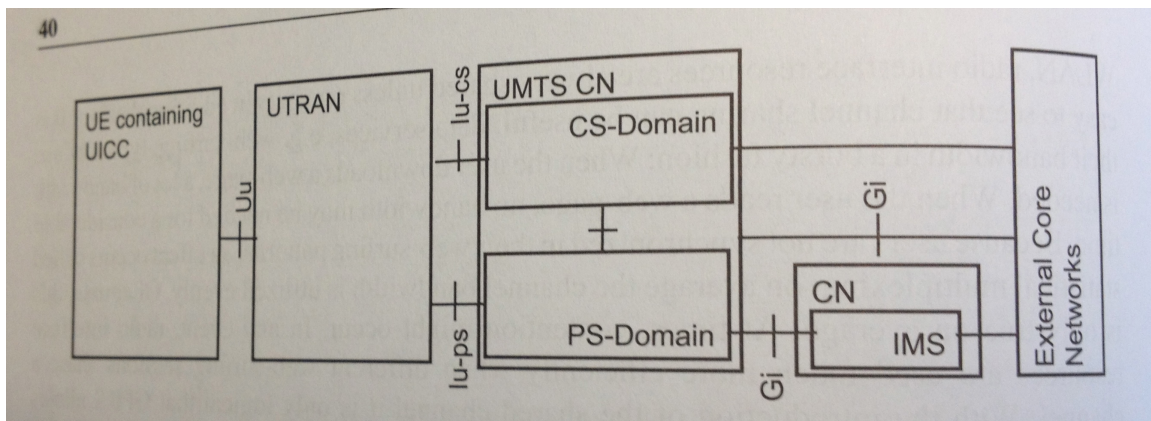 40
UE containing
UICC
Uu
UTRAN
Iu-cs
Iu-ps
UMTS CN
CS-Domain
PS-Domain
Gi
Gi
CN
IMS
External Core
Networks